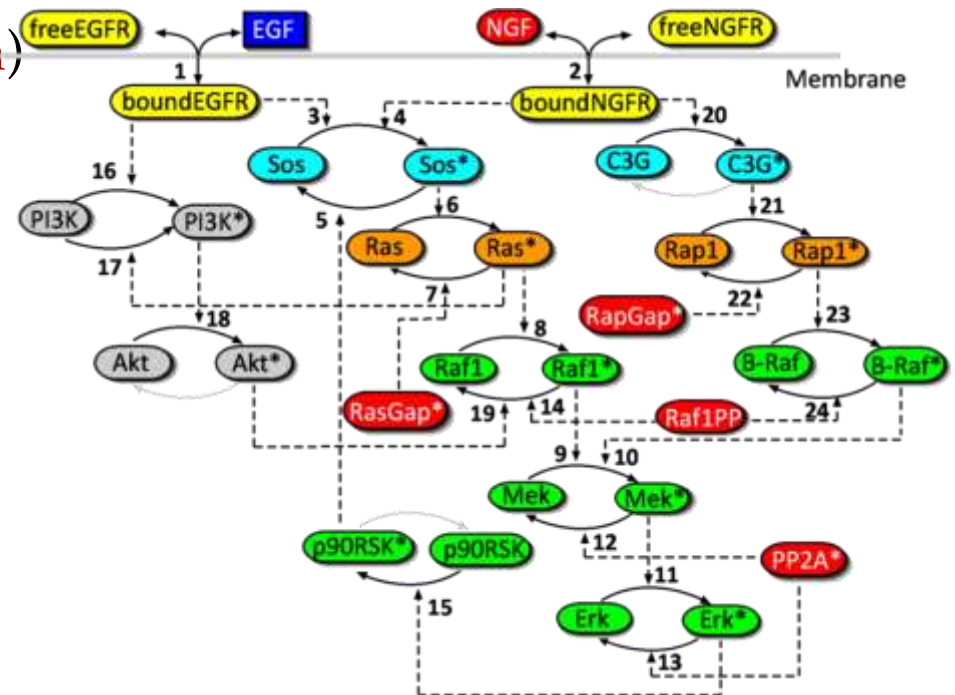 freeEGFR EGF NGF freeNGFR
)
1 2 Membrane
boundEGFR 3 4 boundNGFR 20
16 Sos Sos* C3G C3G*
PI3K PI3K* 5 6 21
17 Ras Ras* Rap1 Rap1*
7 22
18 8 RapGap* 23
Akt Akt* Raf1 Raf1* B-Raf B-Raf*
RasGap* 19 14 Raf1PP 24
9 10
Mek Mek*
p90RSK* p90RSK 12 PP2A*
15 11
Erk Erk*
13